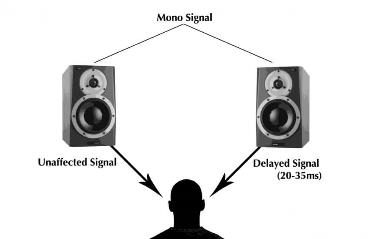 Mono Signal
Unaffected Signal
Delayed Signal
(20-35ms)